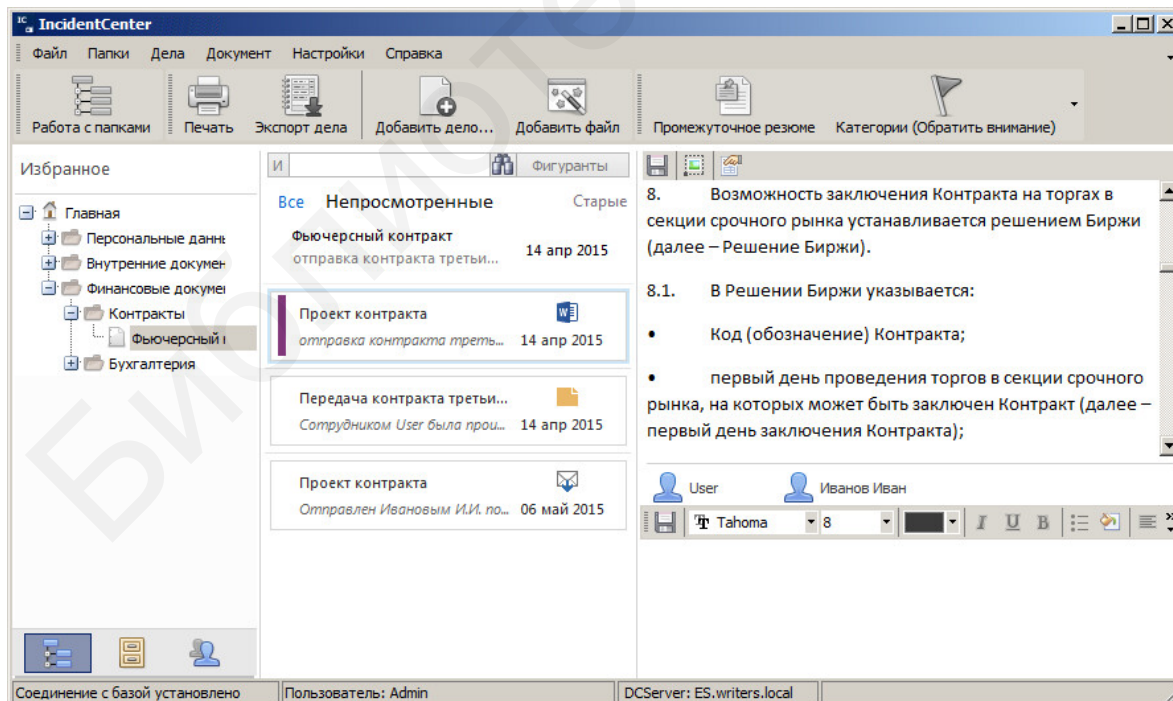 IncidentCenter
Файл Папки Дела Документ Настройки Справка
Работа с папками Печать Экспорт дела Добавить дело... Добавить файл Промежуточное резюме Категории (Обратить внимание)
Избранное
Главная
Персональные
Внутренние
Финансовые
Контракты
Фьючерсный
Бухгалтерия
И Фигуранты
Все Непросмотренные Старые
Фьючерсный контракт
отправка контракта третьи... 14 апр 2015
Проект контракта
отправка контракта треть... 14 апр 2015
Передача контракта третьи...
Сотрудником User была прои... 14 апр 2015
Проект контракта
Отправлен Ивановым И.И. по... 06 май 2015
8. Возможность заключения Контракта на торгах в
секции срочного рынка устанавливается решением Биржи
(далее – Решение Биржи).
8.1. В Решении Биржи указывается:
• Код (обозначение) Контракта;
• первый день проведения торгов в секции срочного
рынка, на которых может быть заключен Контракт (далее –
первый день заключения Контракта);
User Иванов Иван
Tahoma 8 I U B
Соединение с базой установлено Пользователь: Admin DCServer: ES.writers.local